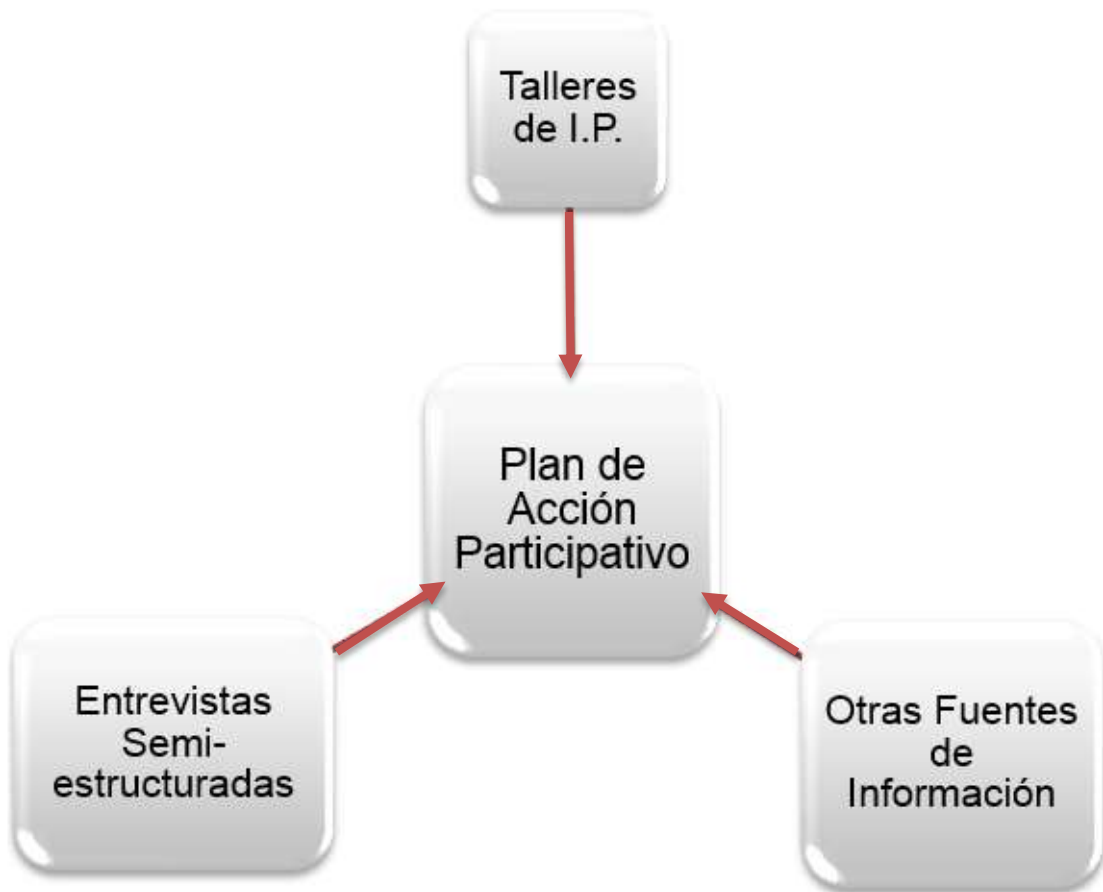 Talleres
de I.P.
Plan de
Acción
Participativo
Entrevistas
Semi-
estructuradas
Otras Fuentes
de
Información